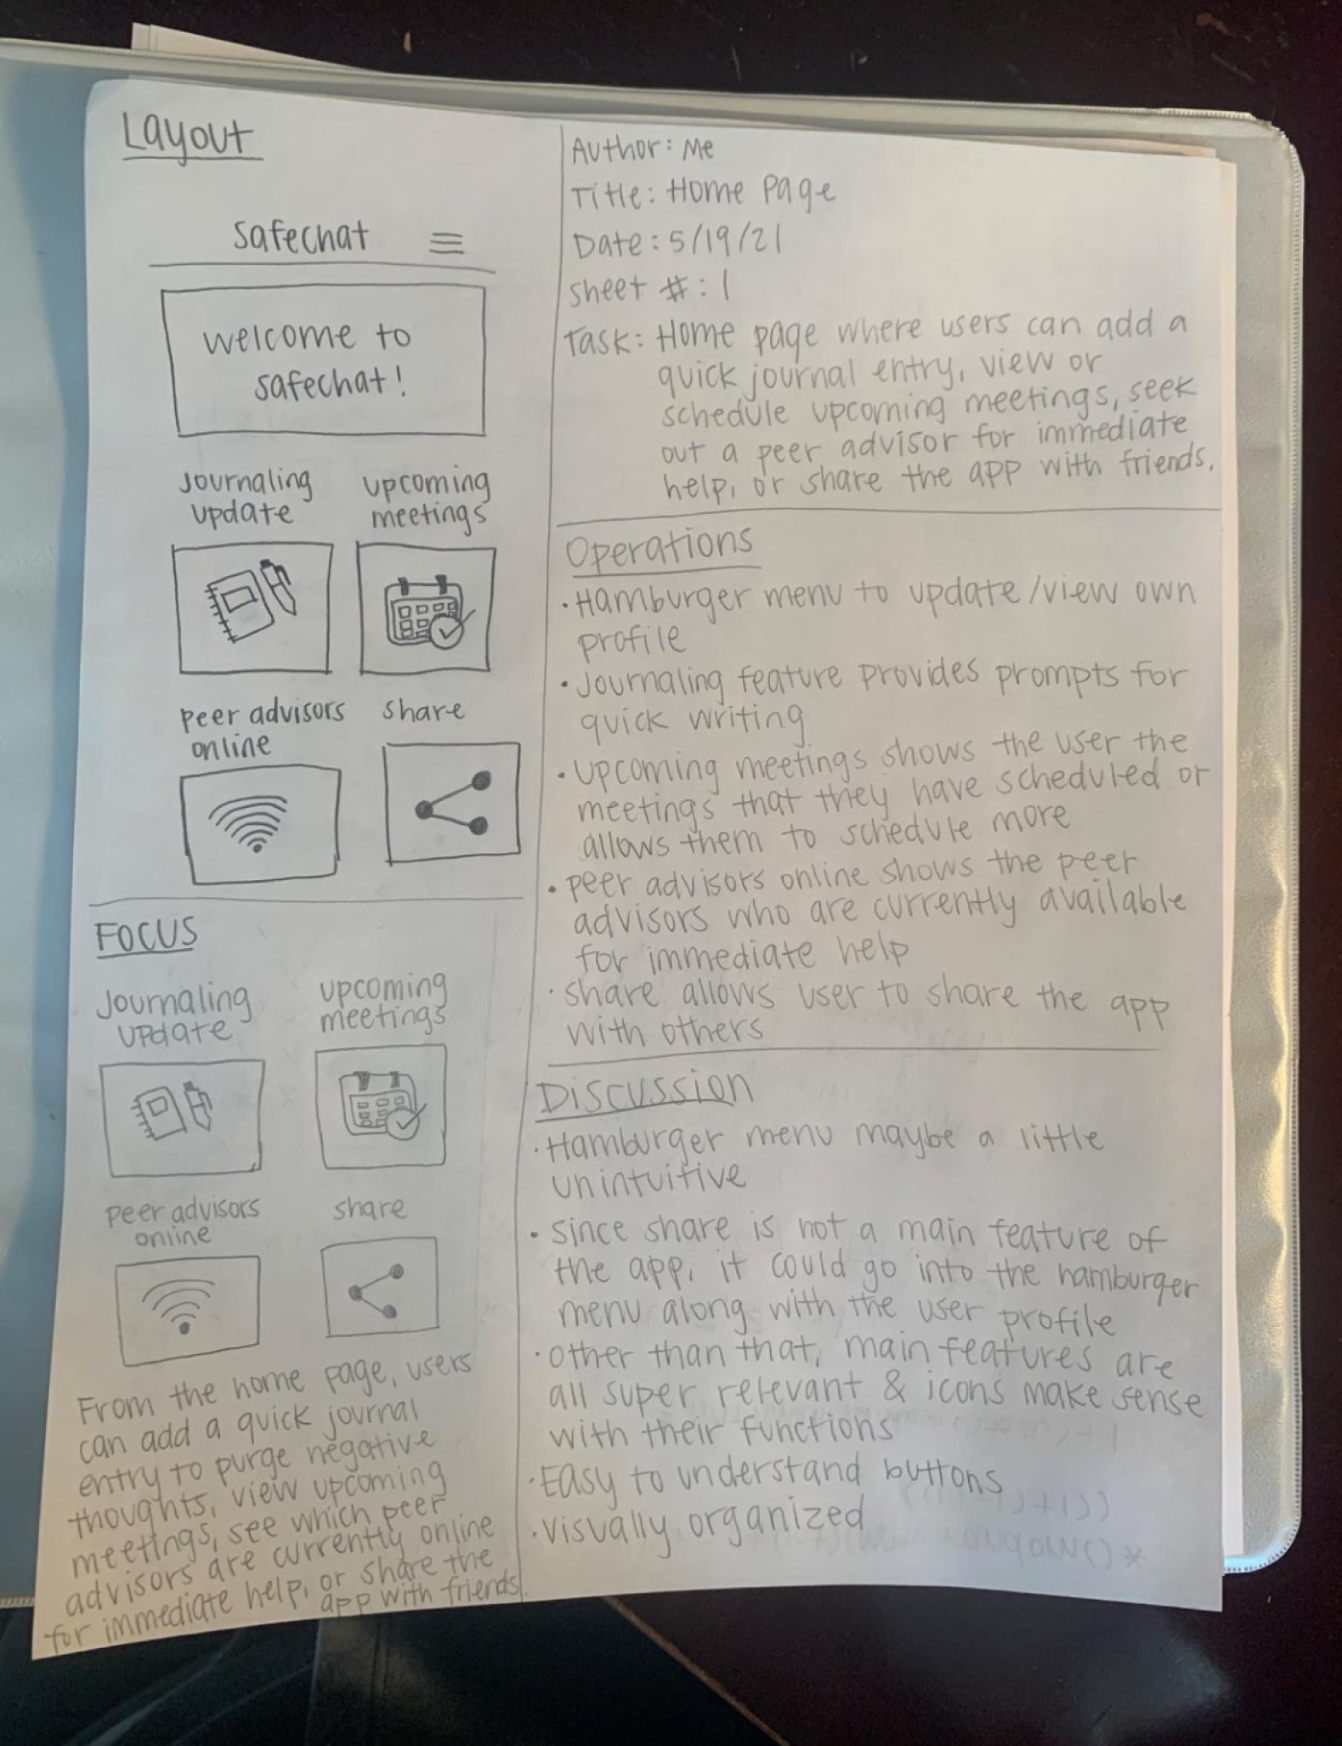 Layout
Safechat
welcome to
safechat!
Journaling
update
upcoming
meetings
peer advisors
online
share
Focus
Journaling
update
upcoming
meetings
peer advisors
online
share
From the home page, users
can add a quick journal
entry to purge negative
thoughts, view upcoming
meetings, see which peer
advisors are currently online
for immediate help, or share the
app with friends.
Author: Me
Title: Home Page
Date: 5/19/21
Sheet #: 1
Task: Home page where users can add a
quick journal entry, view or
schedule upcoming meetings, seek
out a peer advisor for immediate
help, or share the app with friends.
Operations
• Hamburger menu to update/view own
profile
• Journaling feature provides prompts for
quick writing
• upcoming meetings shows the user the
meetings that they have scheduled or
allows them to schedule more
• peer advisors online shows the peer
advisors who are currently available
for immediate help
• share allows user to share the app
with others
Discussion
• Hamburger menu maybe a little
unintuitive
• since share is not a main feature of
the app, it could go into the hamburger
menu along with the user profile
• other than that, main features are
all super relevant & icons make sense
with their functions
• Easy to understand buttons
• visually organized